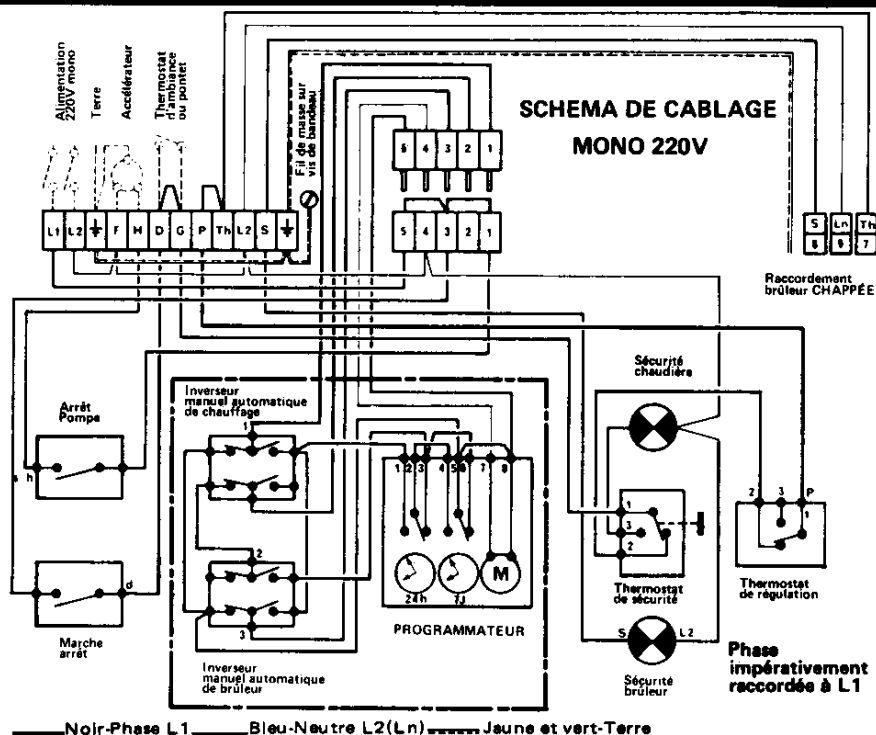 Alimentation
220V mono
Terre
Accélérateur
Thermostat
d'ambiance
ou pontet
Fil de masse sur
vis de bandeau
SCHEMA DE CABLAGE
MONO 220V
5 4 3 2 1
L1 L2 F H D G P Th L2 S
5 4 3 2 1
S Ln Th
8 6 7
Raccordement
brûleur CHAPPÉE
Arrêt
Pompe
s h
Inverseur
manuel automatique
de chauffage
1
Sécurité
chaudière
1 2 3 4 5 6 7 8
2 3 P
1
1
3
2
2
24h 7J M
Thermostat
de sécurité
Thermostat
de régulation
d
3
PROGRAMMATEUR
S L2
Marche
arrêt
Inverseur
manuel automatique
de brûleur
Sécurité
brûleur
Phase
impérativement
raccordée à L1
Noir-Phase L1 Bleu-Neutre L2(Ln) Jaune et vert-Terre